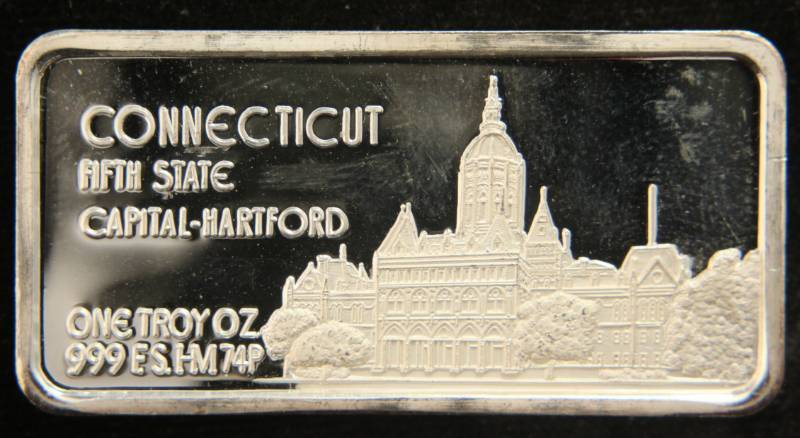 CONNECTICUT
FIFTH STATE
CAPITAL-HARTFORD
ONE TROY OZ
999 F.S. HM74P